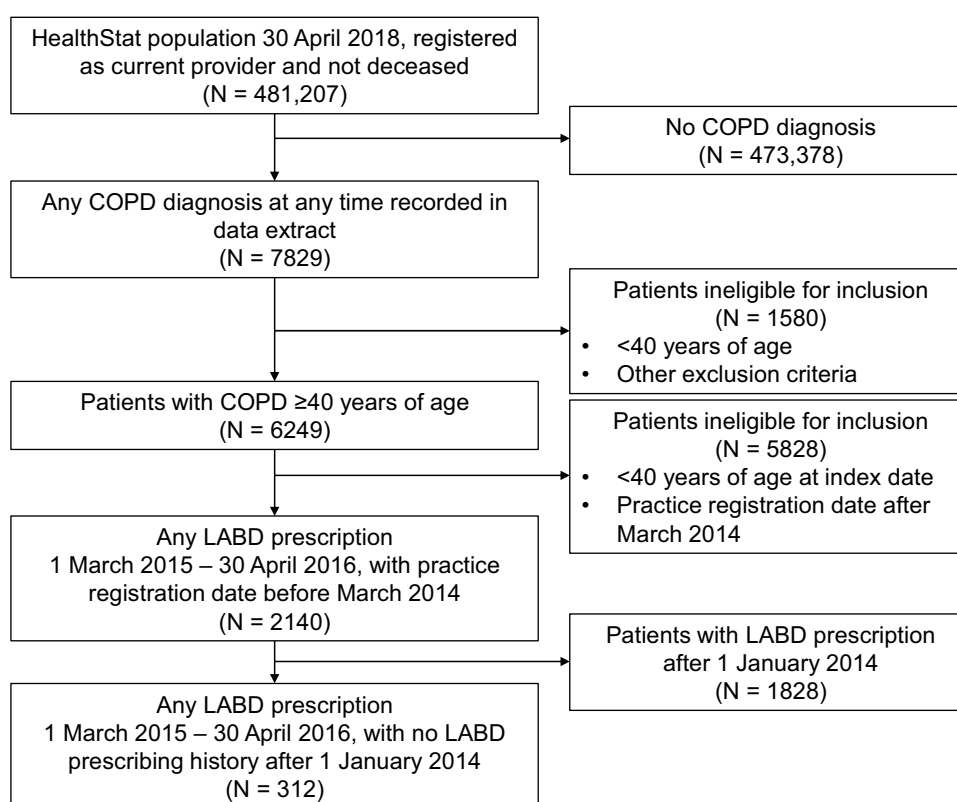 HealthStat population 30 April 2018, registered
as current provider and not deceased
(N = 481,207)
No COPD diagnosis
(N = 473,378)
Any COPD diagnosis at any time recorded in
data extract
(N = 7829)
Patients ineligible for inclusion
(N = 1580)
• <40 years of age
• Other exclusion criteria
Patients with COPD ≥40 years of age
(N = 6249)
Patients ineligible for inclusion
(N = 5828)
• <40 years of age at index date
• Practice registration date after
March 2014
Any LABD prescription
1 March 2015 – 30 April 2016, with practice
registration date before March 2014
(N = 2140)
Patients with LABD prescription
after 1 January 2014
(N = 1828)
Any LABD prescription
1 March 2015 – 30 April 2016, with no LABD
prescribing history after 1 January 2014
(N = 312)